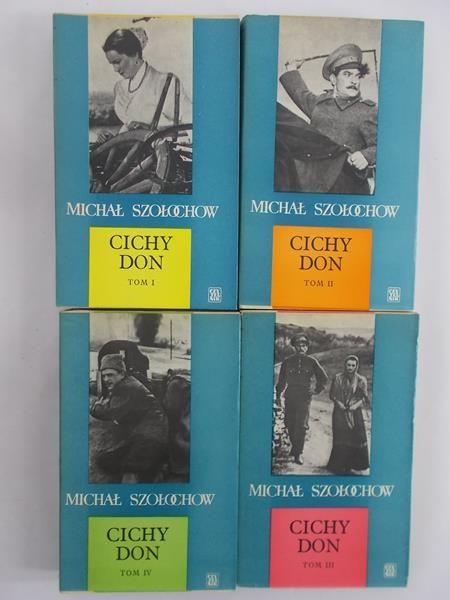 MICHAŁ SZOŁOCHOW
CICHY
DON
TOM I
MICHAŁ SZOŁOCHOW
CICHY
DON
TOM II
MICHAŁ SZOŁOCHOW
CICHY
DON
TOM IV
MICHAŁ SZOŁOCHOW
CICHY
DON
TOM III